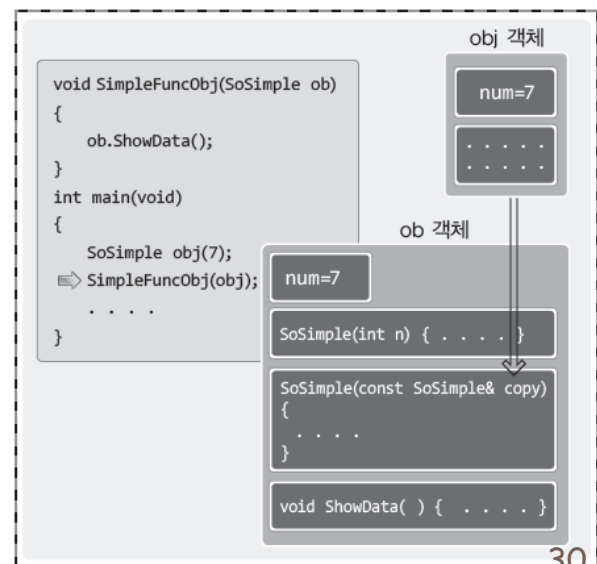 obj 객체
num=7
. . . . .
. . . . .
void SimpleFuncObj(SoSimple ob)
{
ob.ShowData();
}
int main(void)
{
SoSimple obj(7);
SimpleFuncObj(obj);
. . . .
}
ob 객체
num=7
SoSimple(int n) { . . . . }
SoSimple(const SoSimple& copy)
{
. . . .
}
void ShowData( ) { . . . . }
30